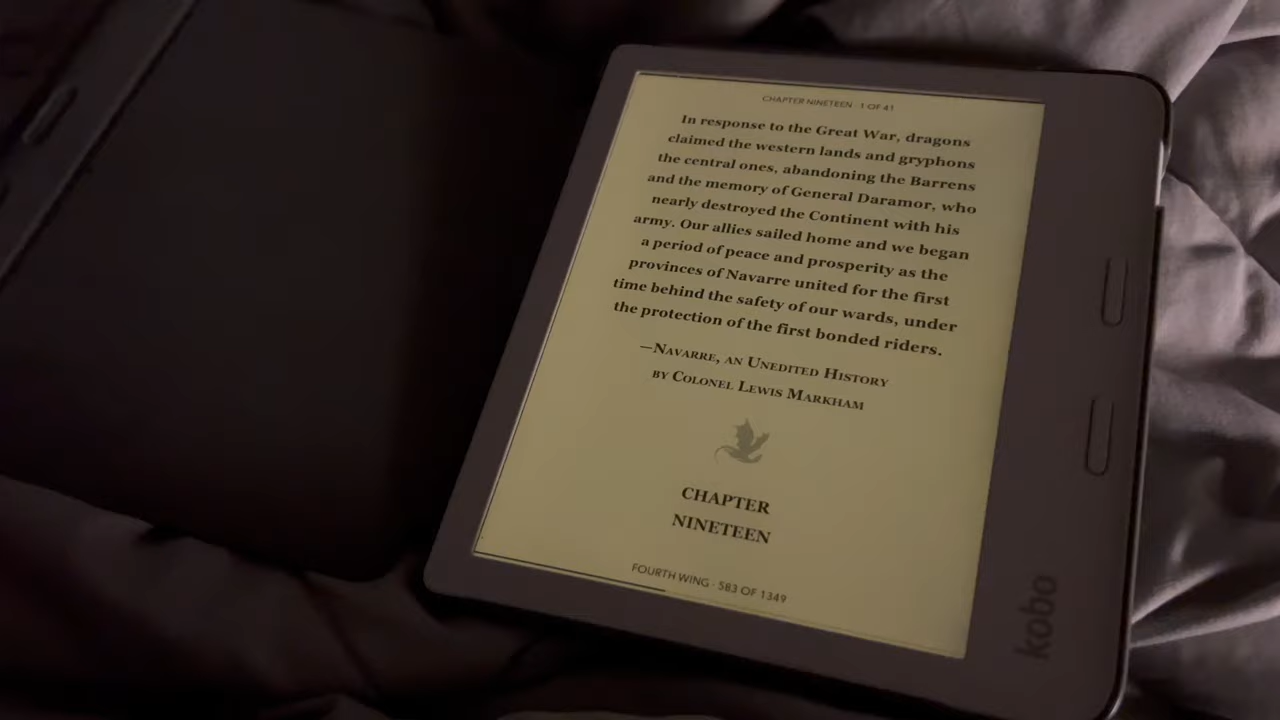 CHAPTER NINETEEN · 1 OF 41
In response to the Great War, dragons
claimed the western lands and gryphons
the central ones, abandoning the Barrens
and the memory of General Daramor, who
nearly destroyed the Continent with his
army. Our allies sailed home and we began
a period of peace and prosperity as the
provinces of Navarre united for the first
time behind the safety of our wards, under
the protection of the first bonded riders.
—Navarre, an Unedited History
by Colonel Lewis Markham
CHAPTER
NINETEEN
FOURTH WING · 583 OF 1349
kobo